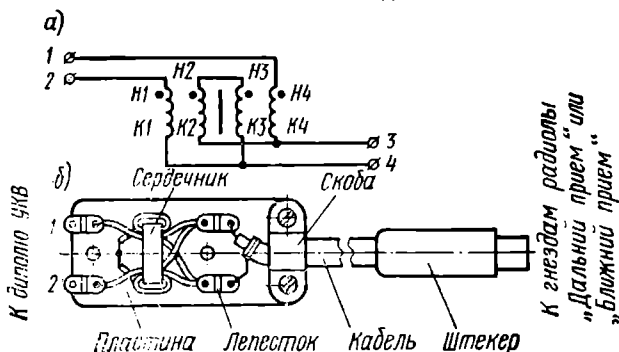 а)
1
2
Н1
Н2
Н3
Н4
К1
К2
К3
К4
3
4
б)
Сердечник
Скоба
1
2
К диполю УКВ
Пластина
Лепесток
Кабель
Штекер
К гнездам радиолы
„Дальний прием“ или
„Ближний прием“